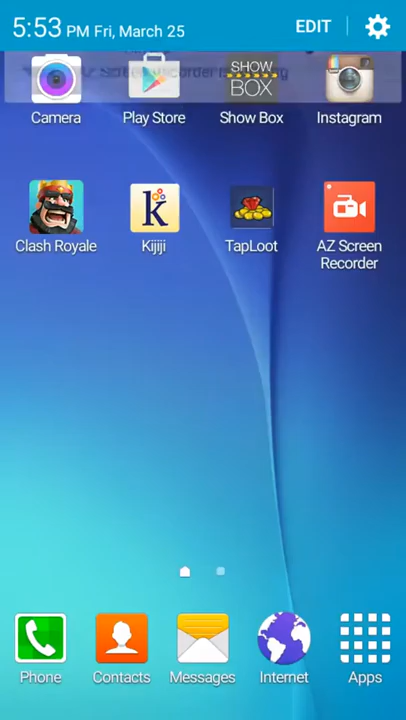 5:53 PM Fri, March 25 EDIT
SHOW
BOX
Camera Play Store Show Box Instagram
k
Clash Royale Kijiji TapLoot AZ Screen
Recorder
Phone Contacts Messages Internet Apps